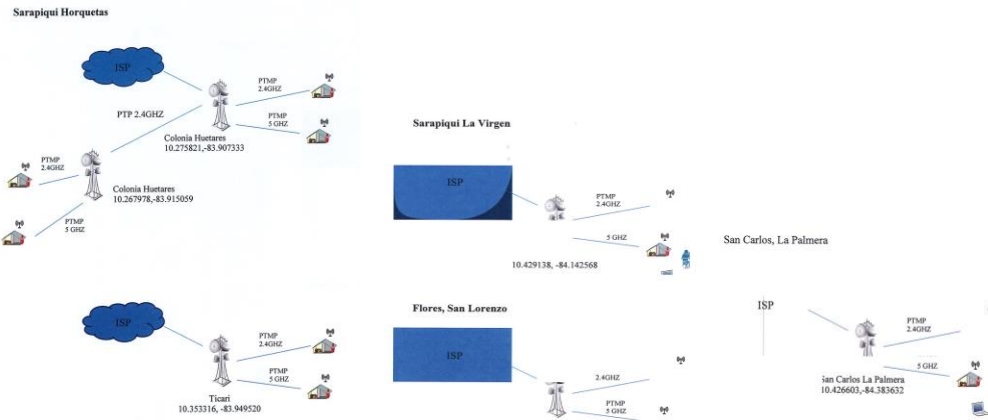 Sarapiqui Horquetas
ISP
PTMP
2.4GHZ
PTP 2.4GHZ
PTMP
5 GHZ
Colonia Huetares
10.275821,-83.907333
PTMP
2.4GHZ
Colonia Huetares
10.267978,-83.915059
PTMP
5 GHZ
ISP
PTMP
2.4GHZ
PTMP
5 GHZ
Ticari
10.353316, -83.949520
Sarapiqui La Virgen
ISP
PTMP
2.4GHZ
5 GHZ
10.429138, -84.142568
Flores, San Lorenzo
ISP
2.4GHZ
PTMP
5 GHZ
San Carlos, La Palmera
ISP
PTMP
2.4GHZ
5 GHZ
San Carlos La Palmera
10.426603,-84.383632